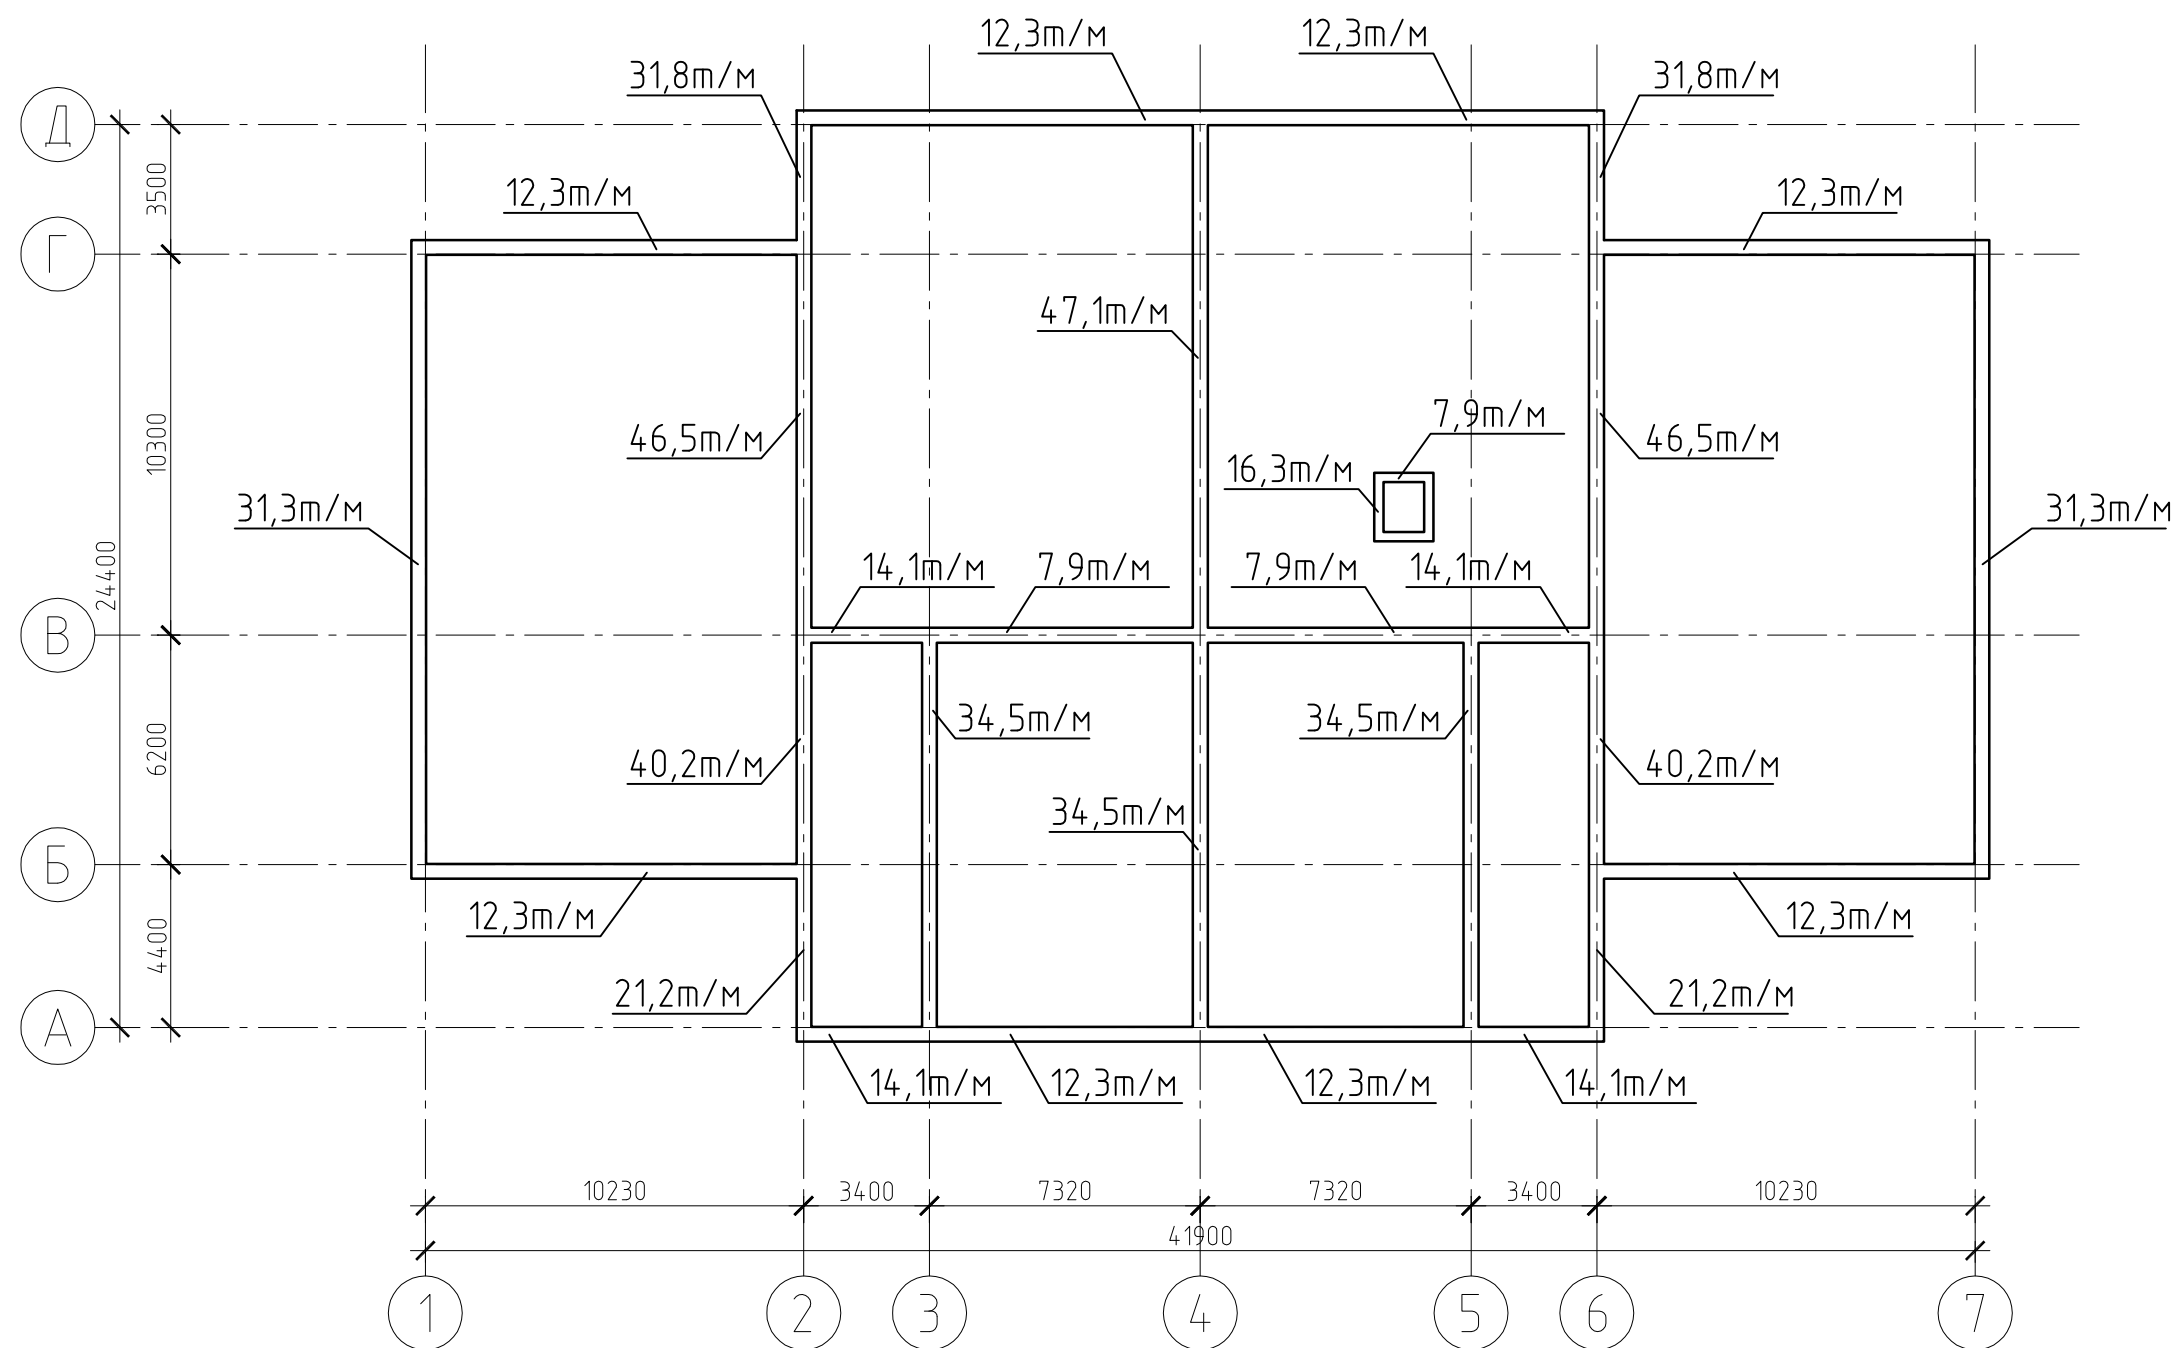 12,3т/м
12,3т/м
31,8т/м
31,8т/м
Д
3500
12,3т/м
12,3т/м
Г
47,1т/м
10300
46,5т/м
7,9т/м
46,5т/м
16,3т/м
31,3т/м
31,3т/м
24400
14,1т/м
7,9т/м
7,9т/м
14,1т/м
В
34,5т/м
34,5т/м
6200
40,2т/м
40,2т/м
34,5т/м
Б
12,3т/м
12,3т/м
4400
21,2т/м
21,2т/м
А
14,1т/м
12,3т/м
12,3т/м
14,1т/м
10230
3400
7320
7320
3400
10230
41900
1
2
3
4
5
6
7